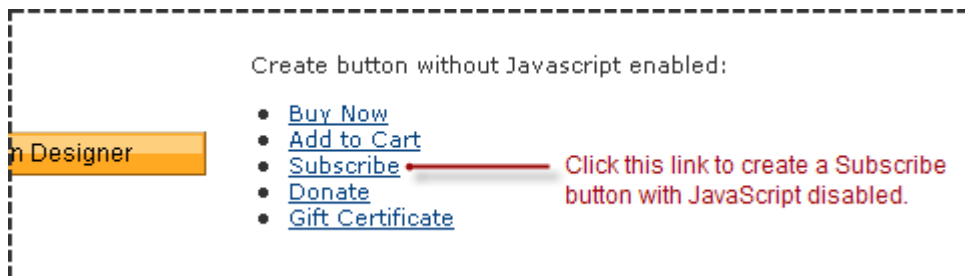 Create button without Javascript enabled:
Buy Now
Add to Cart
n Designer
Subscribe
Click this link to create a Subscribe
button with JavaScript disabled.
Donate
Gift Certificate